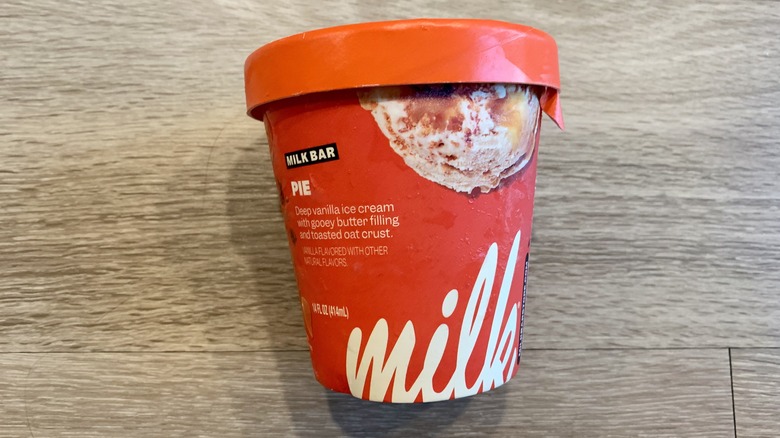 MILK BAR
PIE
Deep vanilla ice cream
with gooey butter filling
and toasted oat crust.
VANILLA FLAVORED WITH OTHER
NATURAL FLAVORS.
14 FL OZ (414mL)
milk